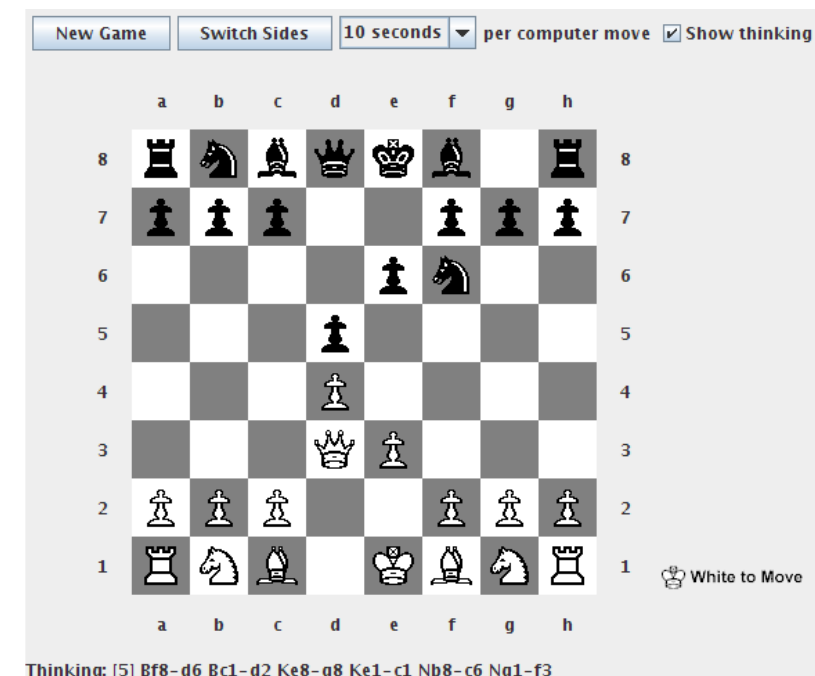 New Game Switch Sides 10 seconds per computer move Show thinking
a b c d e f g h
8 8
7 7
6 6
5 5
4 4
3 3
2 2
1 1 White to Move
a b c d e f g h
Thinking: [5] Bf8-d6 Bc1-d2 Ke8-g8 Ke1-c1 Nb8-c6 Ng1-f3